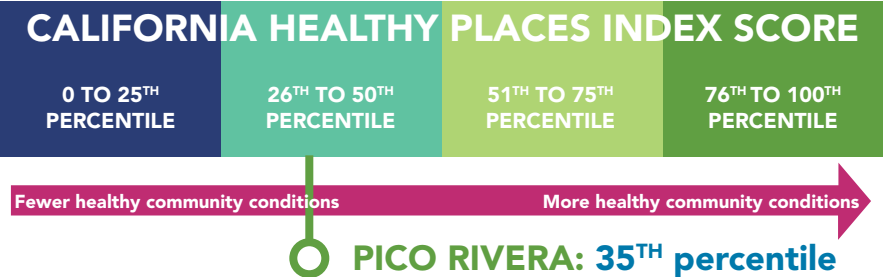 CALIFORNIA HEALTHY PLACES INDEX SCORE
0 TO 25TH
PERCENTILE
26TH TO 50TH
PERCENTILE
51TH TO 75TH
PERCENTILE
76TH TO 100TH
PERCENTILE
Fewer healthy community conditions
More healthy community conditions
PICO RIVERA: 35TH percentile